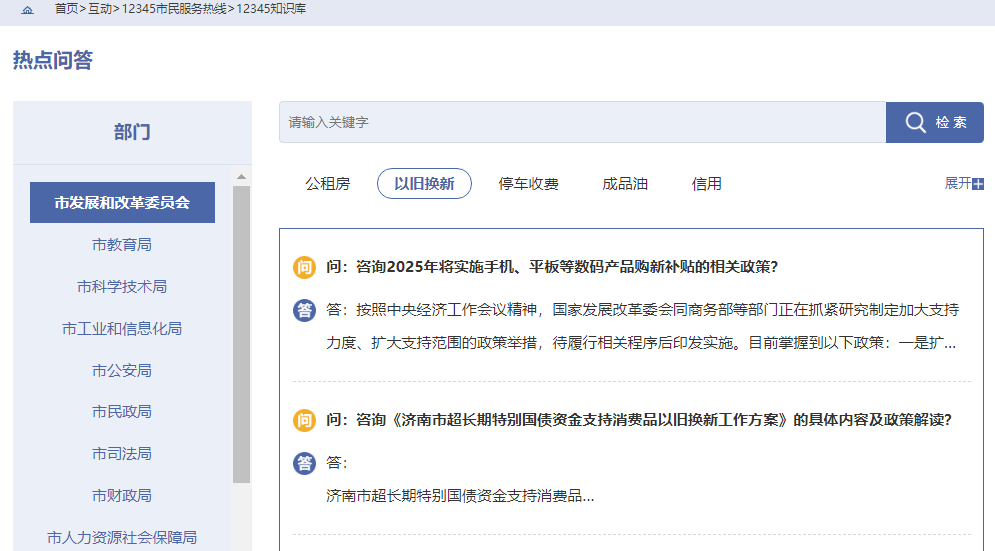 首页>互动>12345市民服务热线>12345知识库
热点问答
部门
市发展和改革委员会
市教育局
市科学技术局
市工业和信息化局
市公安局
市民政局
市司法局
市财政局
市人力资源社会保障局
请输入关键字
检 索
公租房 以旧换新 停车收费 成品油 信用 展开
问 问：咨询2025年将实施手机、平板等数码产品购新补贴的相关政策？
答 答：按照中央经济工作会议精神，国家发展改革委会同商务部等部门正在抓紧研究制定加大支持
力度、扩大支持范围的政策举措，待履行相关程序后印发实施。目前掌握到以下政策：一是扩...
问 问：咨询《济南市超长期特别国债资金支持消费品以旧换新工作方案》的具体内容及政策解读？
答 答：
济南市超长期特别国债资金支持消费品...